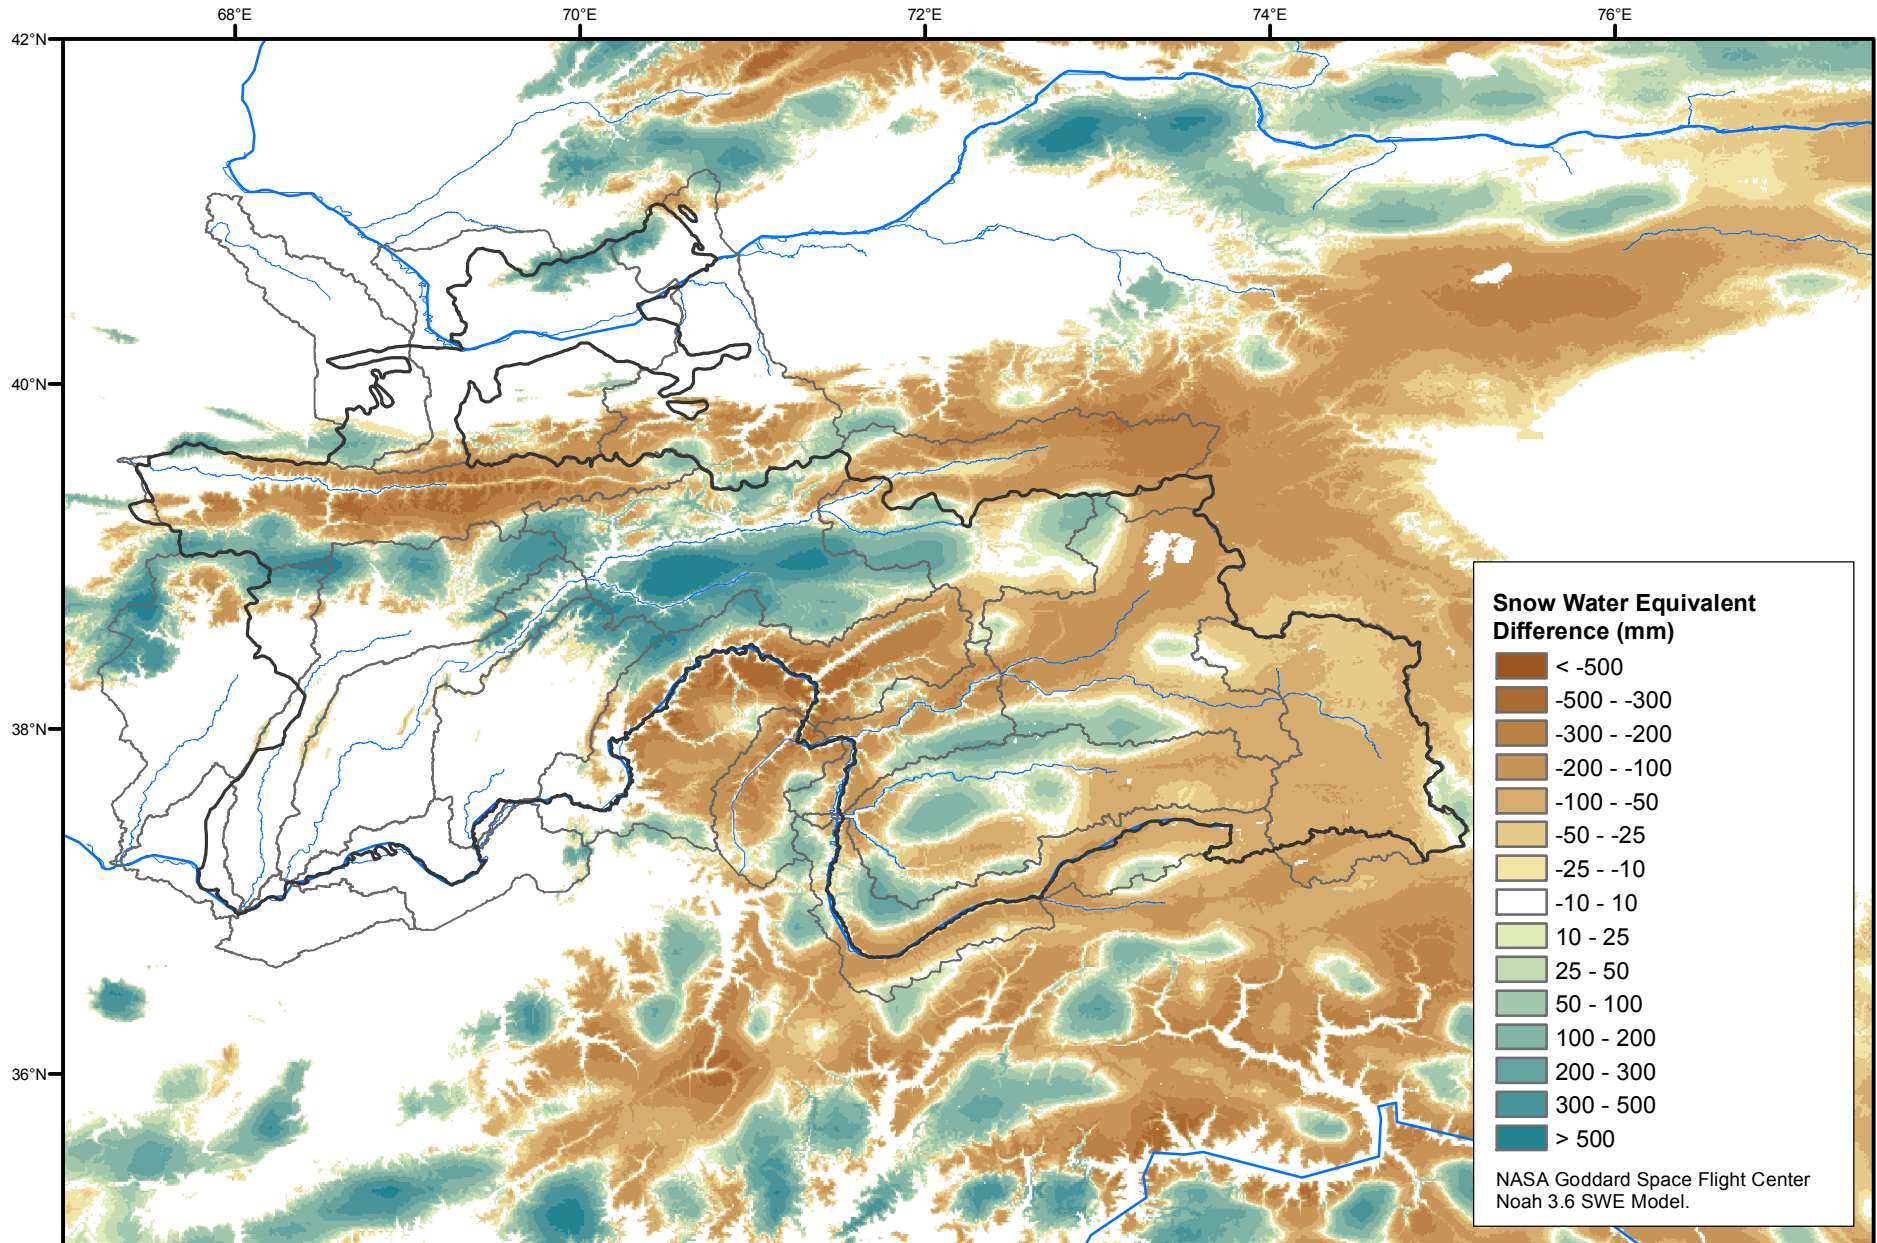 68°E 70°E 72°E 74°E 76°E
42°N
40°N
38°N
36°N
Snow Water Equivalent
Difference (mm)
< -500
-500 - -300
-300 - -200
-200 - -100
-100 - -50
-50 - -25
-25 - -10
-10 - 10
10 - 25
25 - 50
50 - 100
100 - 200
200 - 300
300 - 500
> 500
NASA Goddard Space Flight Center
Noah 3.6 SWE Model.